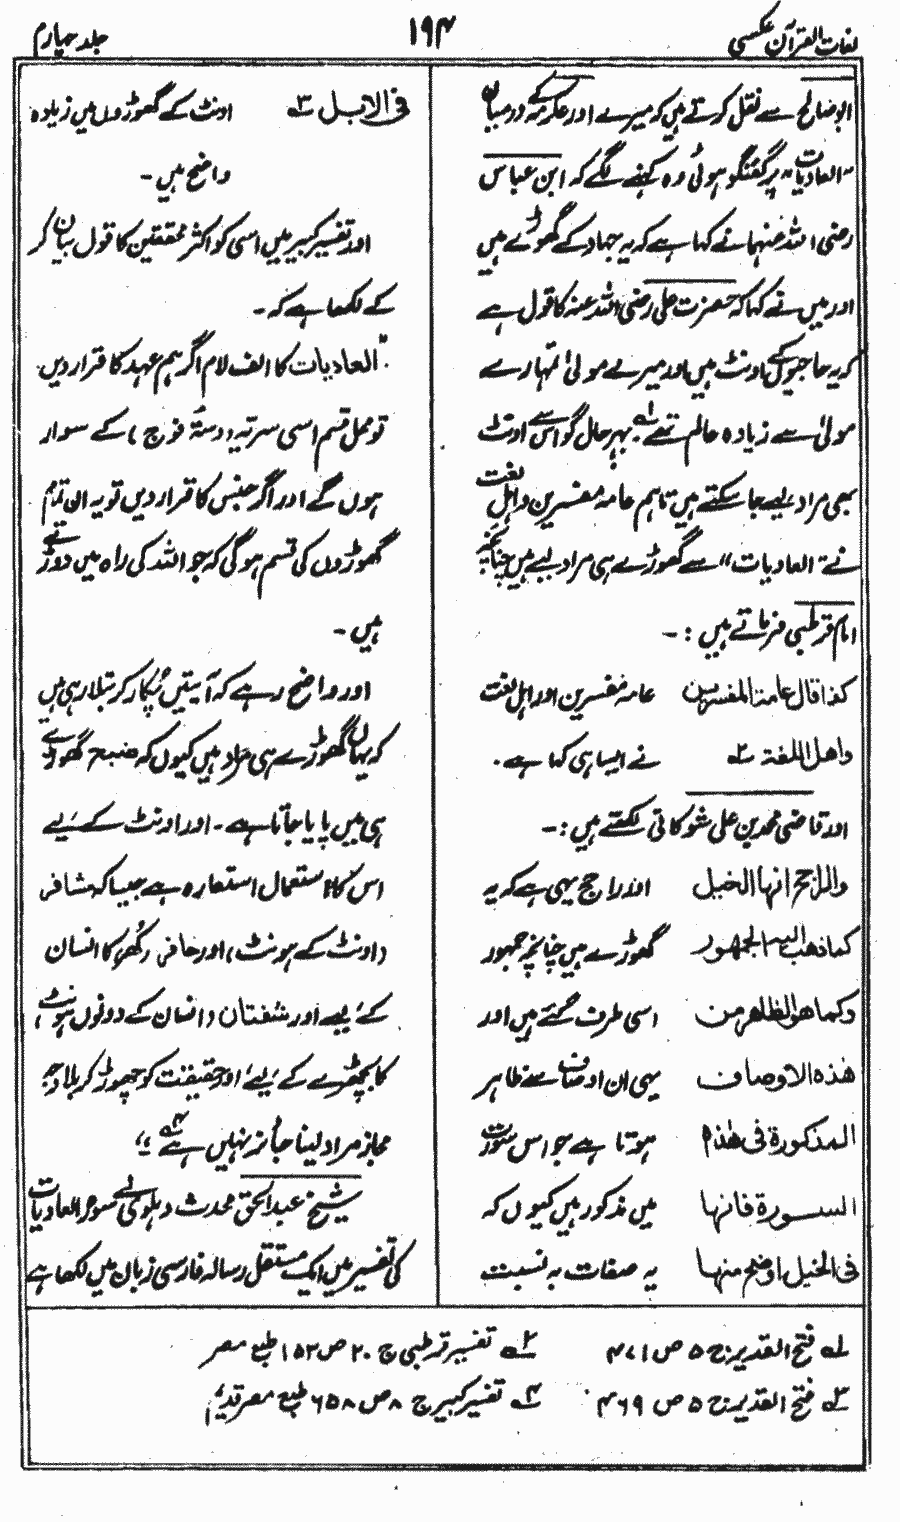 لغات القرآن عکسی
۱۹۴
جلد چہارم
ابوصالح سے نقل کرتے ہیں کہ میرے اور عکرمہ کے درمیان
"العادیات" پر گفتگو ہوئی وہ کہنے لگے کہ ابن عباس
رضی اللہ عنہما نے کہا ہے کہ یہ جہاد کے گھوڑے ہیں
اور میں نے کہا کہ حضرت علی رضی اللہ عنہ کا قول ہے
کہ یہ حاجیوں کے اونٹ ہیں اور میرے مولیٰ تمہارے
مولیٰ سے زیادہ عالم تھے لہ بہرحال گو اس سے اونٹ
بھی مراد لیے جا سکتے ہیں تاہم عامہ مفسرین و اہل لغت
نے "العادیات" سے گھوڑے ہی مراد لیے ہیں چنانچہ
امام قرطبی فرماتے ہیں :-
کذا قال عامة المفسرین عامہ مفسرین اور اہل لغت
واهل اللغة ۲ نے ایسا ہی کہا ہے۔
اور قاضی محمد بن علی شوکانی لکھتے ہیں :-
والراجح انها الخیل اور راجح یہی ہے کہ یہ
کما ذهب الیہ الجمهور گھوڑے ہیں چنانچہ جمہور
وکما هو الظاهر من اسی طرف گئے ہیں اور
هذه الاوصاف یہی ان اوصاف سے ظاہر
المذکورة فی هذه ہوتا ہے جو اس سورت
السورة فانها میں مذکور ہیں کیوں کہ
فی الخیل اوضح منها یہ صفات بہ نسبت
فی الابل ۳ اونٹ کے گھوڑوں میں زیادہ
واضح ہیں۔
اور تفسیر کبیر میں اسی کو اکثر محققین کا قول بیان کر
کے لکھا ہے کہ۔
"العادیات کا الف لام اگر ہم عہد کا قرار دیں
تو محل قسم اسی سریہ (دستۂ فوج) کے سوار
ہوں گے اور اگر جنس کا قرار دیں تو یہ ان تمام
گھوڑوں کی قسم ہوگی کہ جو اللہ کی راہ میں دوڑتے
ہیں۔
اور واضح رہے کہ آیتیں پُکار کر بتلا رہی ہیں
کہ یہاں گھوڑے ہی مراد ہیں کیوں کہ ضبح گھوڑے
ہی میں پایا جاتا ہے۔ اور اونٹ کے لیے
اس کا استعمال استعارہ ہے جیسا کہ مشافر
(اونٹ کے ہونٹ) اور حافر (کُھر) کا انسان
کے لیے اور شفتان (انسان کے دونوں ہونٹ)
کا بچھڑے کے لیے اور حقیقت کو چھوڑ کر بلا وجہ
مجاز مراد لینا جائز نہیں ہے ۴"
شیخ عبدالحق محدث دہلوی نے سورۂ العادیات
کی تفسیر میں ایک مستقل رسالہ فارسی زبان میں لکھا ہے
۱ فتح القدیر: ج ۵ ص ۴۷۱ ۲ تفسیر قرطبی ج ۲۰ ص ۱۵۲ طبع مصر
۳ فتح القدیر: ج ۵ ص ۴۶۹ ۴ تفسیر کبیر ج ۸ ص ۶۵۸ طبع مصر قدیم